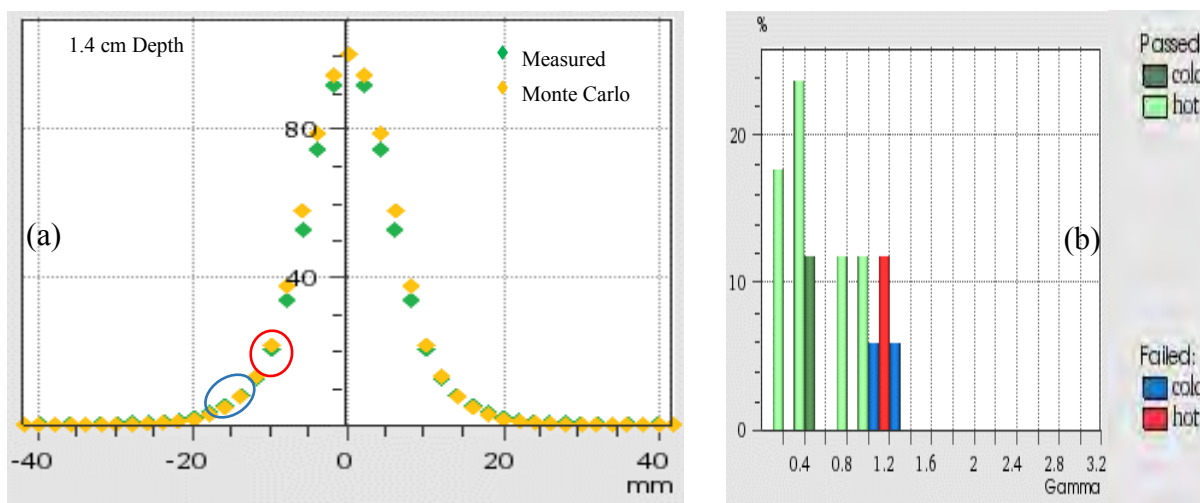 1.4 cm Depth
Measured
Monte Carlo
80
40
(a)
-40 -20 0 20 40
mm
%
20
10
0
(b)
0.4 0.8 1.2 1.6 2 2.4 2.8 3.2
Gamma
Passed
hot
Failed:
hot